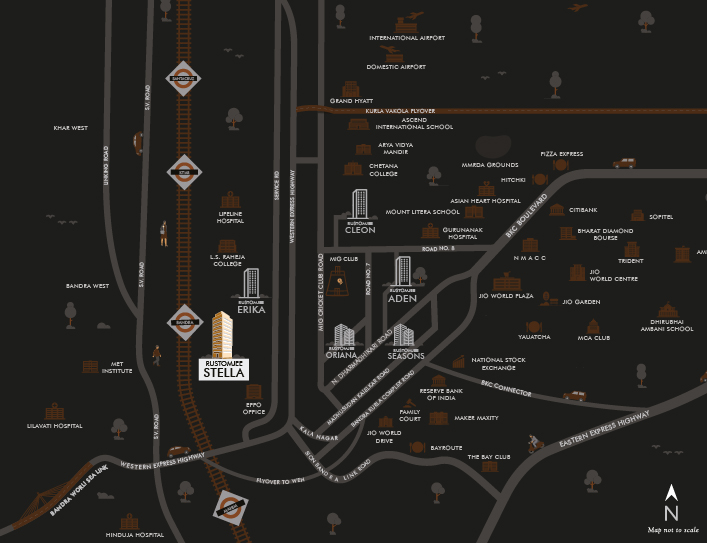 INTERNATIONAL AIRPORT
DOMESTIC AIRPORT
SANTACRUZ
S.V. ROAD
GRAND HYATT
KURLA VAKOLA FLYOVER
ASCEND
INTERNATIONAL SCHOOL
KHAR WEST
ARYA VIDYA
MANDIR
MMRDA GROUNDS
PIZZA EXPRESS
LINKING ROAD
CHETANA
COLLEGE
HITCHKI
SERVICE RD
WESTERN EXPRESS HIGHWAY
ASIAN HEART HOSPITAL
LIFELINE
HOSPITAL
RUSTOMJEE
CLEON
MOUNT LITERA SCHOOL
BKC BOULEVARD
CITIBANK
SOFITEL
GURUNANAK
HOSPITAL
BHARAT DIAMOND
BOURSE
ROAD NO. 8
N M A C C
TRIDENT
L.S. RAHEJA
COLLEGE
MIG CLUB
MIG CRICKET CLUB ROAD
ROAD NO. 7
S.V. ROAD
JIO
WORLD CENTRE
BANDRA WEST
RUSTOMJEE
ERIKA
RUSTOMJEE
ADEN
JIO WORLD PLAZA
JIO GARDEN
BANDRA
DHIRUBHAI
AMBANI SCHOOL
YAUATCHA
MCA CLUB
RUSTOMJEE
ORIANA
RUSTOMJEE
SEASONS
N. DHARMADHIKARI ROAD
RUSTOMJEE
STELLA
MET
INSTITUTE
NATIONAL STOCK
EXCHANGE
MADHUSUDAN KALELKAR ROAD
BANDRA KURLA COMPLEX ROAD
RESERVE BANK
OF INDIA
BKC CONNECTOR
EFFO
OFFICE
LILAVATI HOSPITAL
S.V. ROAD
FAMILY
COURT
MAKER MAXITY
KALA NAGAR
JIO WORLD
DRIVE
EASTERN EXPRESS HIGHWAY
BAYROUTE
WESTERN EXPRESS HIGHWAY
THE BAY CLUB
BANDRA WORLI SEA LINK
FLYOVER TO WEH
LINK ROAD
HINDUJA HOSPITAL
N
Map not to scale